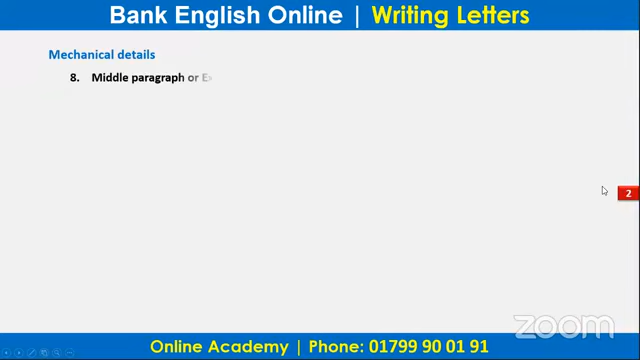 Bank English Online | Writing Letters
Mechanical details
8. Middle paragraph or
2
zoom
Online Academy | Phone: 01799 90 01 91